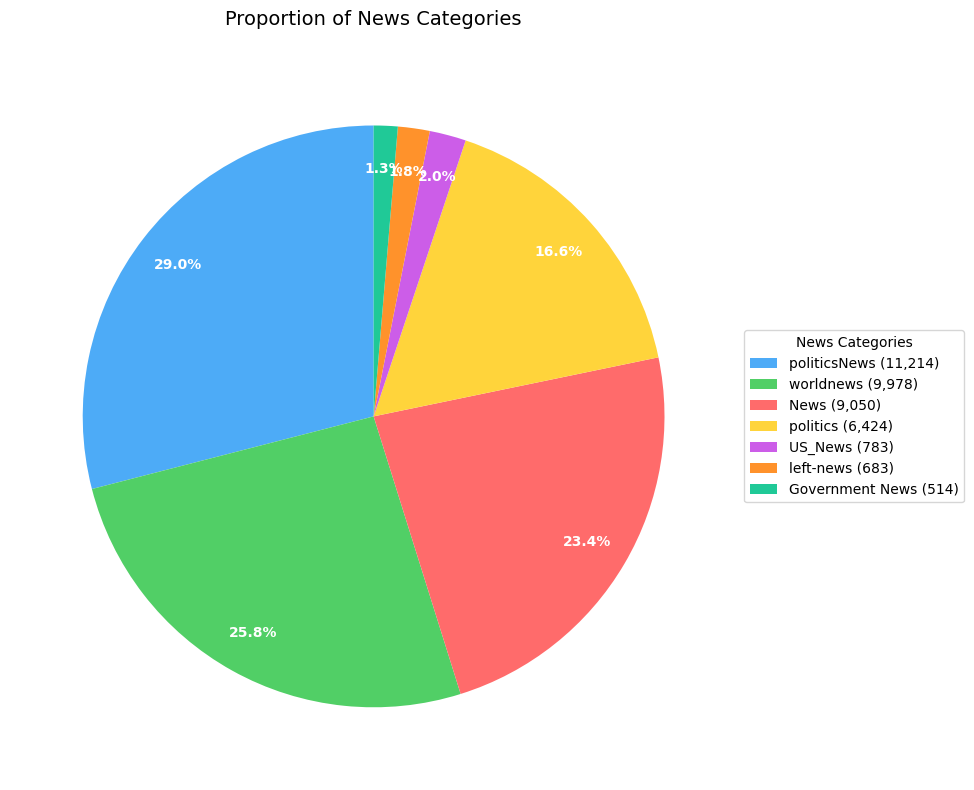 Proportion of News Categories
1.3%
1.8%
2.0%
16.6%
29.0%
23.4%
25.8%
News Categories
politicsNews (11,214)
worldnews (9,978)
News (9,050)
politics (6,424)
US_News (783)
left-news (683)
Government News (514)